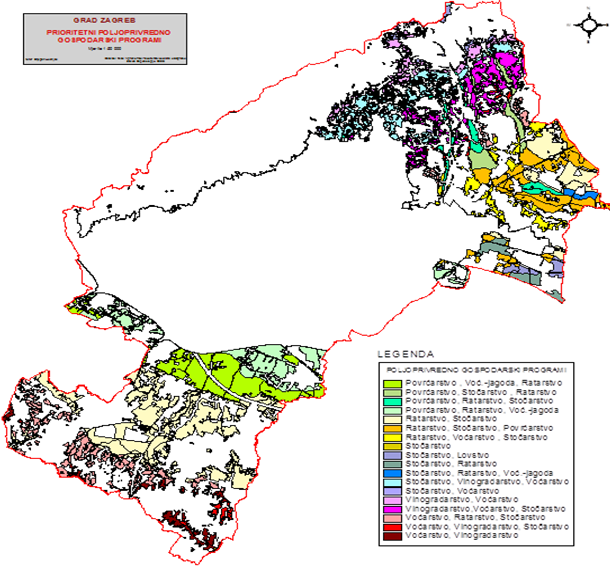 GRAD ZAGREB
PRIORITETNI POLJOPRIVREDNO
GOSPODARSKI PROGRAMI
LEGENDA
POLJOPRIVREDNO GOSPODARSKI PROGRAMI
Povrćarstvo , Voć.-jagoda, Ratarstvo
Povrćarstvo, Stočarstvo , Ratarstvo
Povrćarstvo, Ratarstvo, Stočarstvo
Povrćarstvo, Ratarstvo, Voć.-jagoda
Ratarstvo, Stočarstvo
Ratarstvo, Stočarstvo, Povrćarstvo
Ratarstvo, Voćarstvo , Stočarstvo
Stočarstvo
Stočarstvo, Lovstvo
Stočarstvo, Ratarstvo
Stočarstvo, Ratarstvo, Voć.-jagoda
Stočarstvo, Vinogradarstvo, Voćarstvo
Stočarstvo, Voćarstvo
Vinogradarstvo, Voćarstvo
Vinogradarstvo,Voćarstvo, Stočarstvo
Voćarstvo, Ratarstvo, Stočarstvo
Voćarstvo, Vinogradarstvo, Stočarstvo
Voćarstvo, Vinogradarstvo